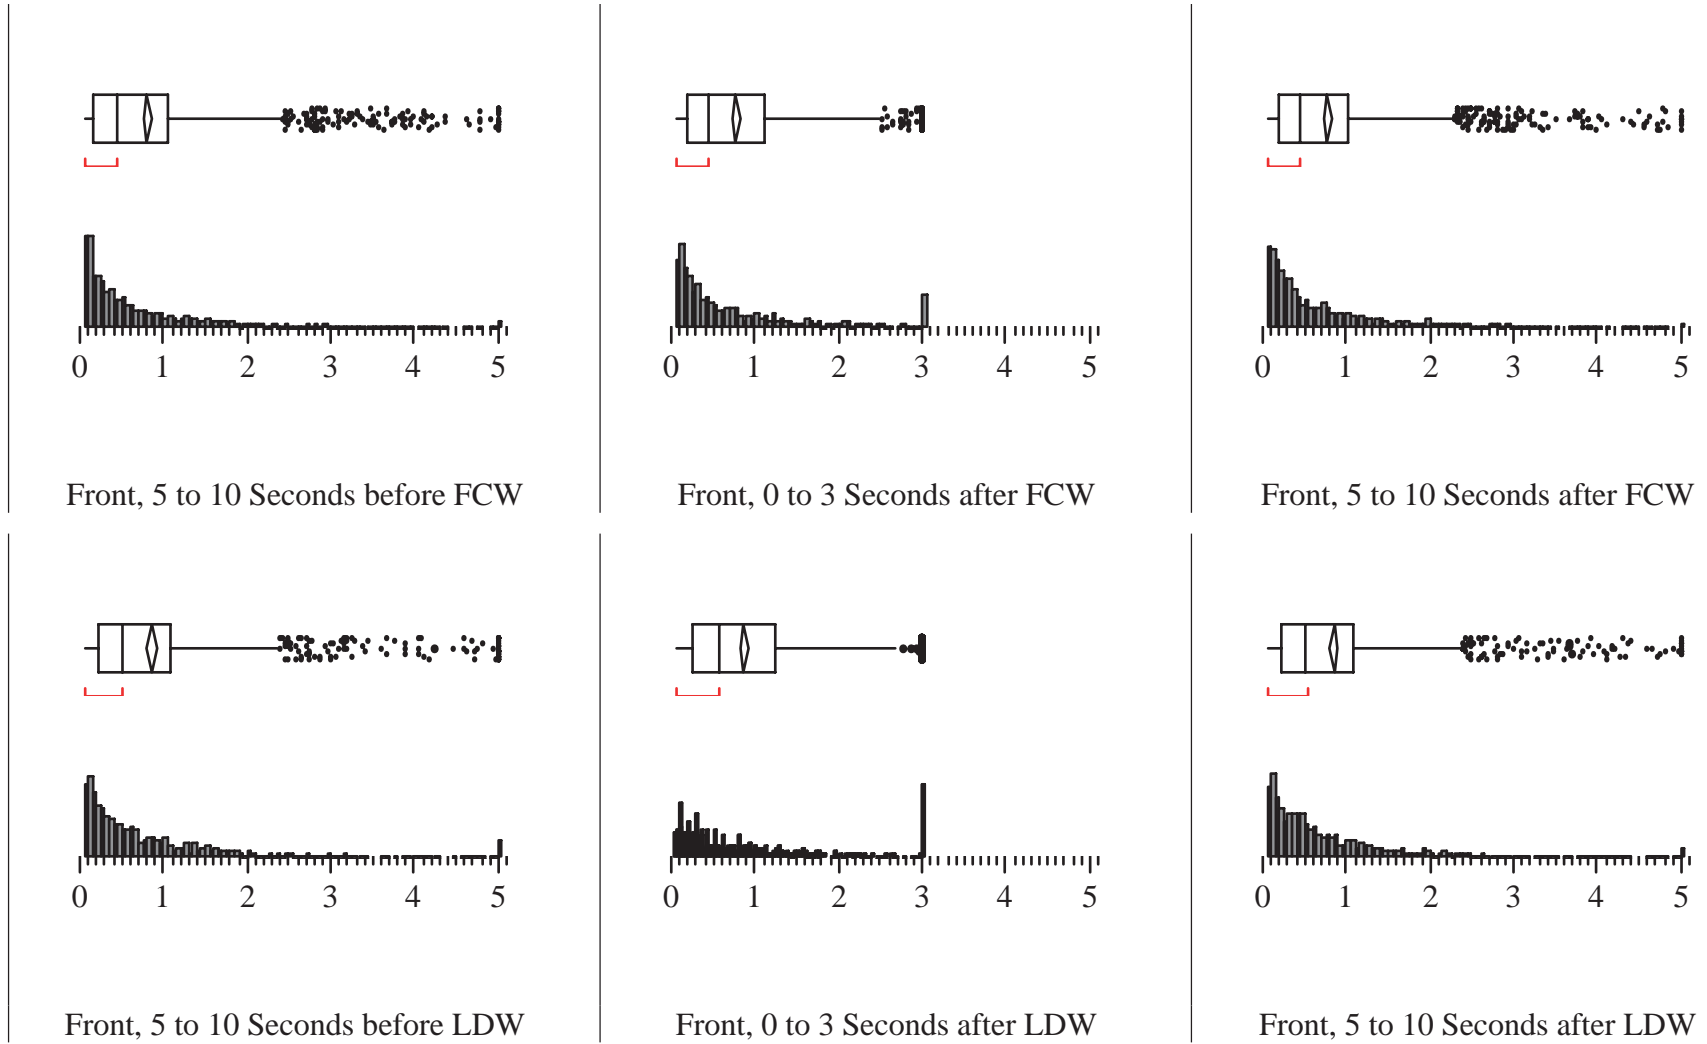 0 1 2 3 4 5
0 1 2 3 4 5
0 1 2 3 4 5
Front, 5 to 10 Seconds before FCW
Front, 0 to 3 Seconds after FCW
Front, 5 to 10 Seconds after FCW
0 1 2 3 4 5
0 1 2 3 4 5
0 1 2 3 4 5
Front, 5 to 10 Seconds before LDW
Front, 0 to 3 Seconds after LDW
Front, 5 to 10 Seconds after LDW